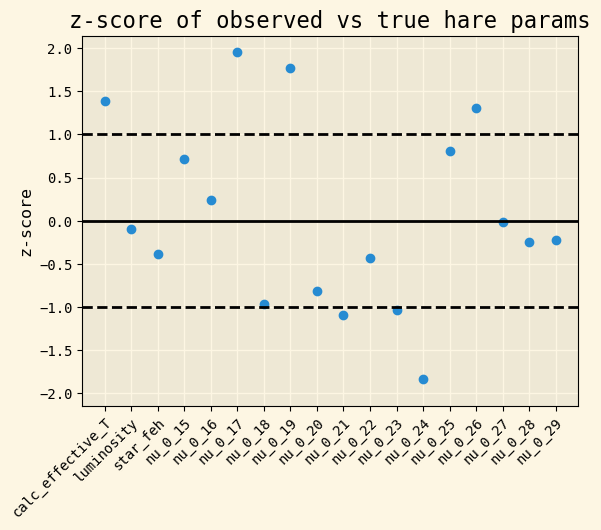 z-score of observed vs true hare params
z-score
2.0
1.5
1.0
0.5
0.0
−0.5
−1.0
−1.5
−2.0
calc_effective_T
luminosity
star_feh
nu_0_15
nu_0_16
nu_0_17
nu_0_18
nu_0_19
nu_0_20
nu_0_21
nu_0_22
nu_0_23
nu_0_24
nu_0_25
nu_0_26
nu_0_27
nu_0_28
nu_0_29